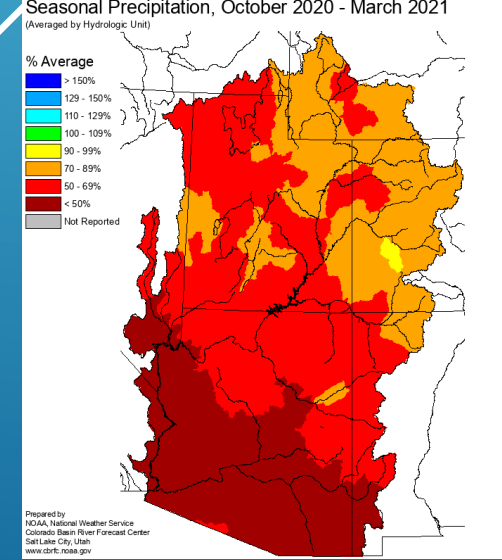 Seasonal Precipitation, October 2020 - March 2021
(Averaged by Hydrologic Unit)
% Average
> 150%
129 - 150%
110 - 129%
100 - 109%
90 - 99%
70 - 89%
50 - 69%
< 50%
Not Reported
Prepared by
NOAA, National Weather Service
Colorado Basin River Forecast Center
Salt Lake City, Utah
www.cbrfc.noaa.gov